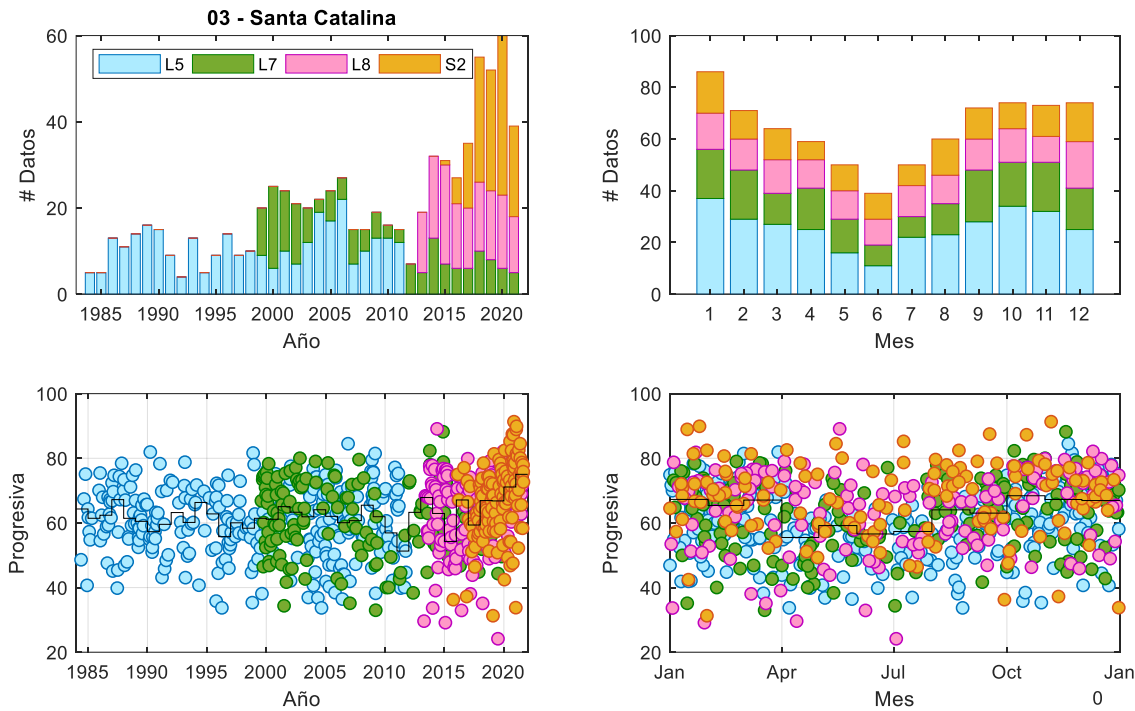 03 - Santa Catalina
L5 L7 L8 S2
# Datos
60
40
20
0
1985 1990 1995 2000 2005 2010 2015 2020
Año
# Datos
100
80
60
40
20
0
1 2 3 4 5 6 7 8 9 10 11 12
Mes
Progresiva
100
80
60
40
20
1985 1990 1995 2000 2005 2010 2015 2020
Año
Progresiva
100
80
60
40
20
Jan Apr Jul Oct Jan
Mes
0